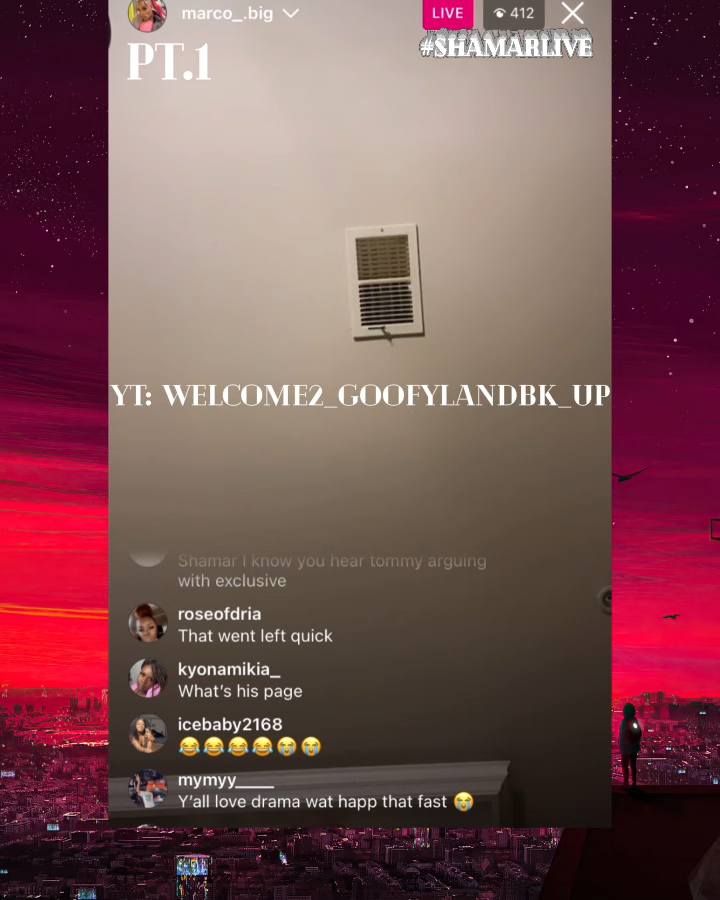 marco_.big
LIVE
412
#SHAMARLIVE
PT.1
YT: WELCOME2_GOOFYLANDBK_UP
Shamar I know you hear tommy arguing
with exclusive
roseofdria
That went left quick
kyonamikia_
What's his page
icebaby2168
😂😂😂😂😭😭
mymyy____
Y'all love drama wat happ that fast 😭